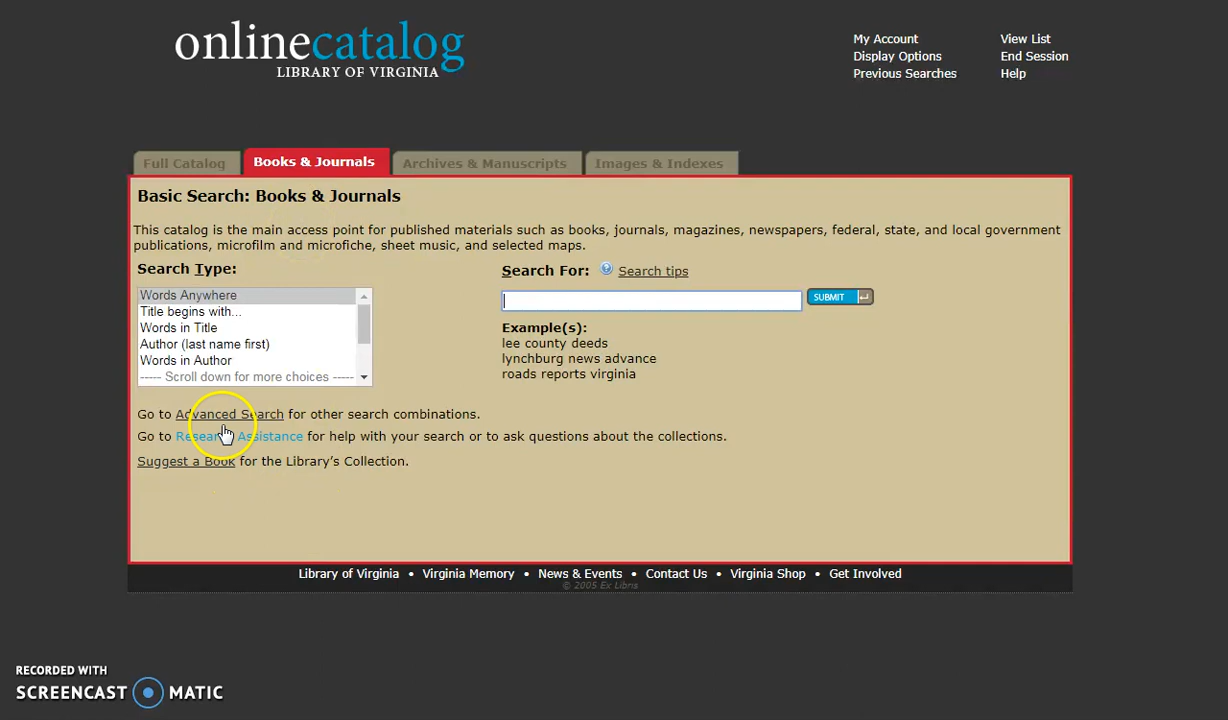 onlinecatalog
LIBRARY OF VIRGINIA
My Account
View List
Display Options
End Session
Previous Searches
Help
Full Catalog
Books & Journals
Archives & Manuscripts
Images & Indexes
Basic Search: Books & Journals
This catalog is the main access point for published materials such as books, journals, magazines, newspapers, federal, state, and local government
publications, microfilm and microfiche, sheet music, and selected maps.
Search Type:
Words Anywhere
Title begins with...
Words in Title
Author (last name first)
Words in Author
----- Scroll down for more choices -----
Search For: Search tips
SUBMIT
Example(s):
lee county deeds
lynchburg news advance
roads reports virginia
Go to Advanced Search for other search combinations.
Go to Research Assistance for help with your search or to ask questions about the collections.
Suggest a Book for the Library's Collection.
Library of Virginia • Virginia Memory • News & Events • Contact Us • Virginia Shop • Get Involved
© 2005 Ex Libris
RECORDED WITH
SCREENCAST MATIC